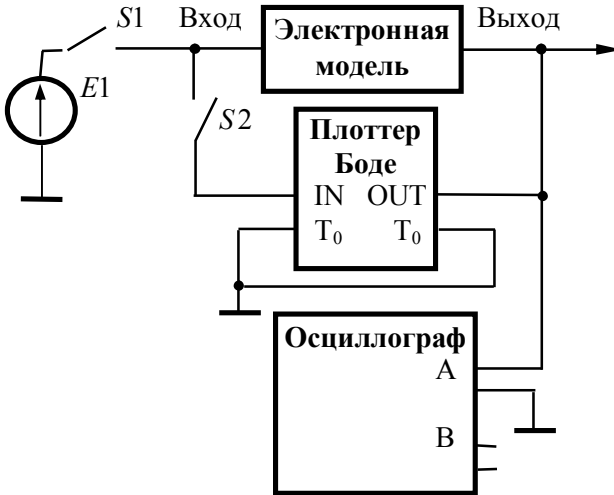 S1 Вход Электронная модель Выход
E1
S2
Плоттер
Боде
IN OUT
T₀ T₀
Осциллограф
A
B